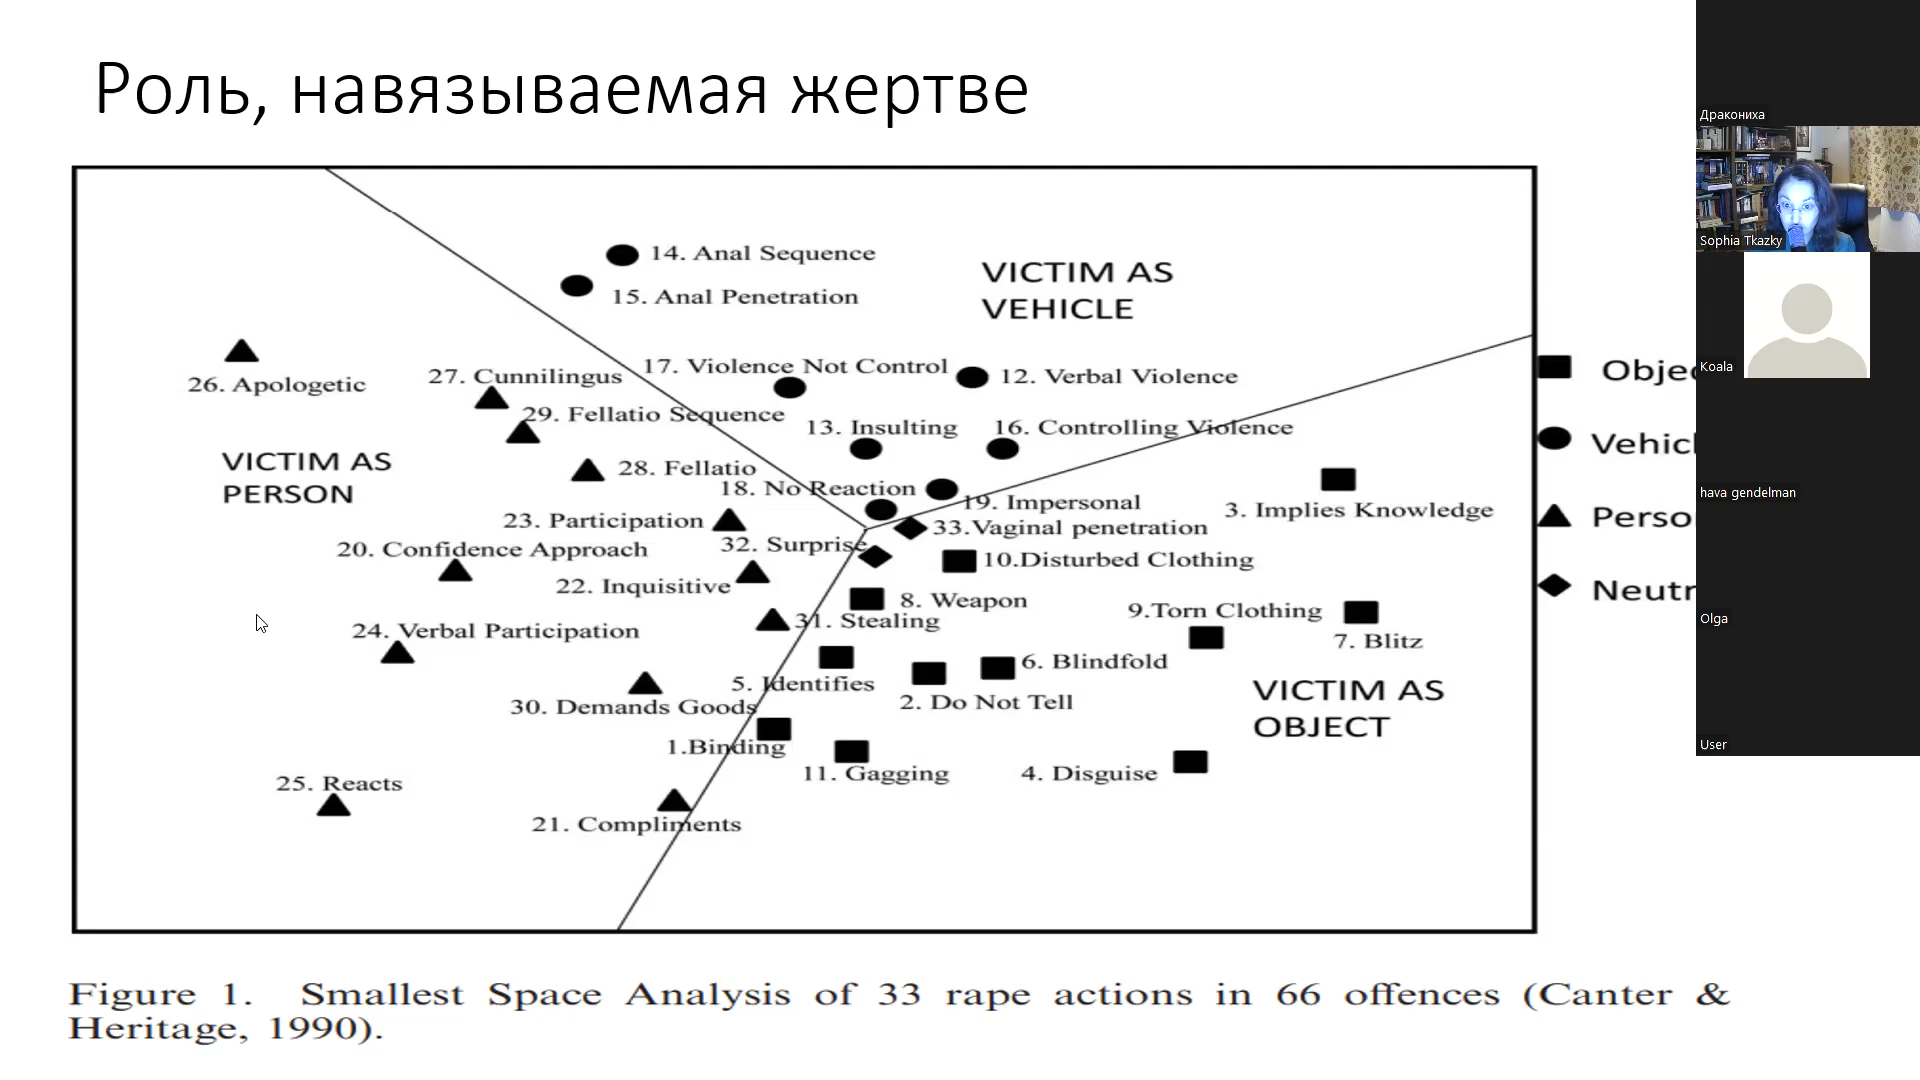 Роль, навязываемая жертве
14. Anal Sequence
15. Anal Penetration
VICTIM AS
VEHICLE
26. Apologetic
27. Cunnilingus
17. Violence Not Control
12. Verbal Violence
29. Fellatio Sequence
13. Insulting
16. Controlling Violence
VICTIM AS
PERSON
28. Fellatio
18. No Reaction
19. Impersonal
3. Implies Knowledge
23. Participation
33.Vaginal penetration
20. Confidence Approach
32. Surprise
10.Disturbed Clothing
22. Inquisitive
8. Weapon
9.Torn Clothing
24. Verbal Participation
31. Stealing
7. Blitz
5. Identifies
6. Blindfold
30. Demands Goods
2. Do Not Tell
VICTIM AS
OBJECT
1.Binding
11. Gagging
4. Disguise
25. Reacts
21. Compliments
Objec
Vehicl
Perso
Neutr
Figure 1. Smallest Space Analysis of 33 rape actions in 66 offences (Canter &
Heritage, 1990).
Дракониха
Sophia Tkazky
Koala
hava gendelman
Olga
User